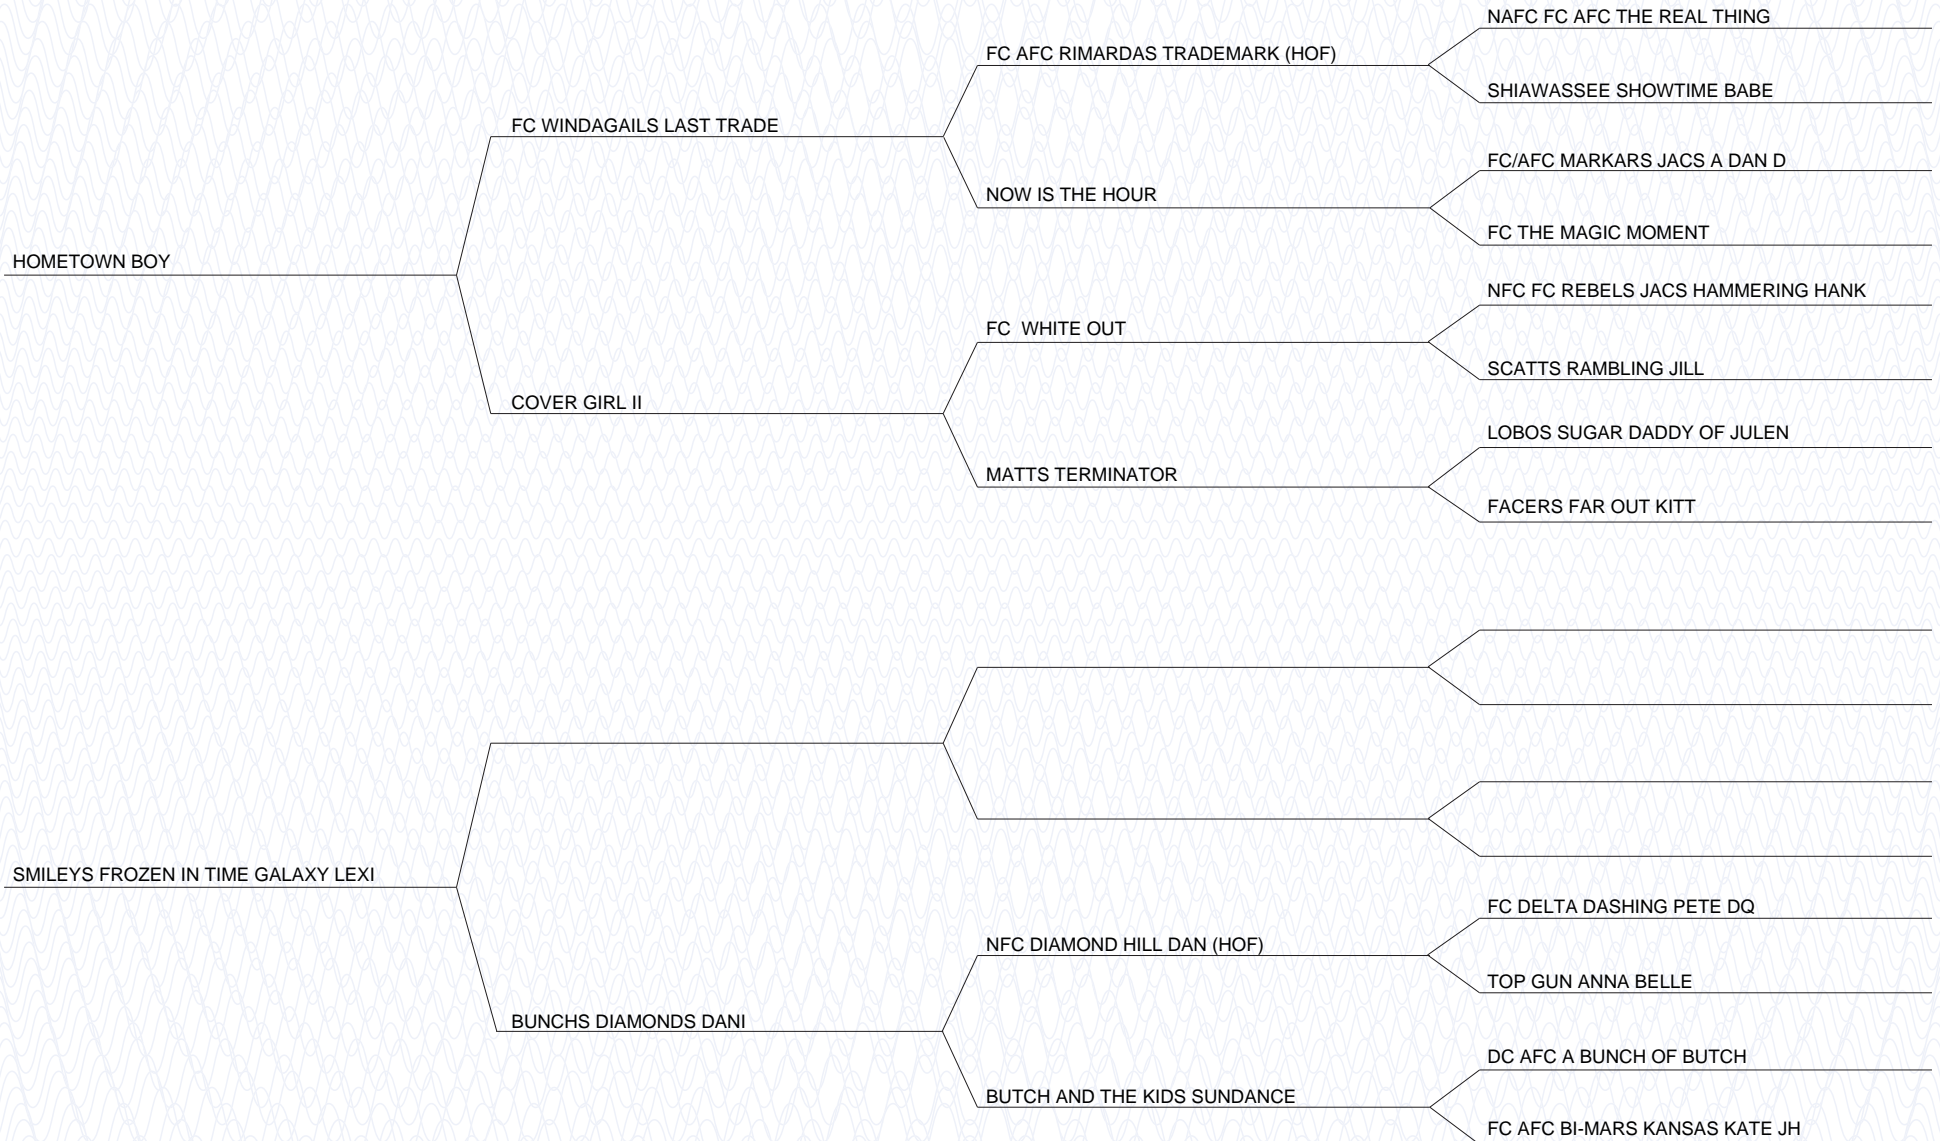 NAFC FC AFC THE REAL THING
FC AFC RIMARDAS TRADEMARK (HOF)
SHIAWASSEE SHOWTIME BABE
FC WINDAGAILS LAST TRADE
FC/AFC MARKARS JACS A DAN D
NOW IS THE HOUR
FC THE MAGIC MOMENT
HOMETOWN BOY
NFC FC REBELS JACS HAMMERING HANK
FC  WHITE OUT
SCATTS RAMBLING JILL
COVER GIRL II
LOBOS SUGAR DADDY OF JULEN
MATTS TERMINATOR
FACERS FAR OUT KITT
SMILEYS FROZEN IN TIME GALAXY LEXI
FC DELTA DASHING PETE DQ
NFC DIAMOND HILL DAN (HOF)
TOP GUN ANNA BELLE
BUNCHS DIAMONDS DANI
DC AFC A BUNCH OF BUTCH
BUTCH AND THE KIDS SUNDANCE
FC AFC BI-MARS KANSAS KATE JH